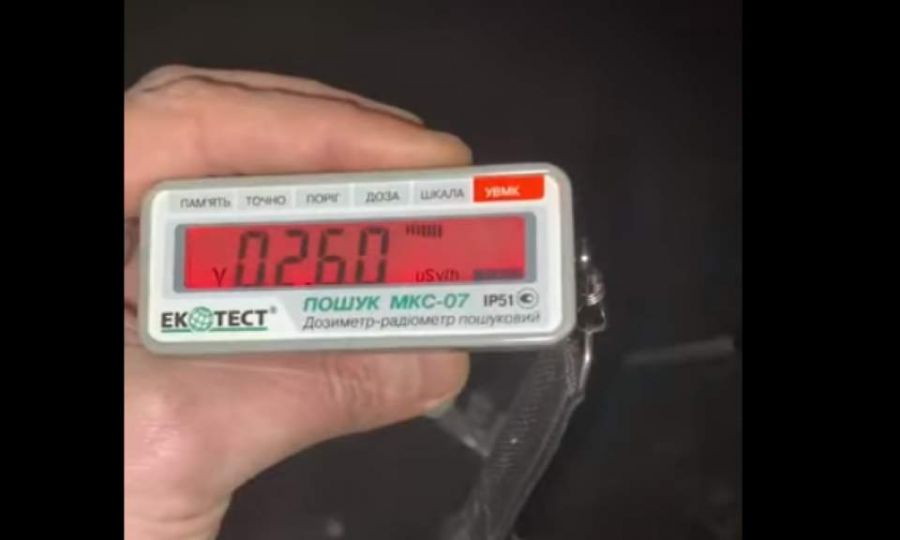 ПАМ'ЯТЬ ТОЧНО ПОРІГ ДОЗА ШКАЛА УВМК
γ 0.260 uSv/h
ПОШУК МКС-07 IP51
ЕКОТЕСТ® Дозиметр-радіометр пошуковий